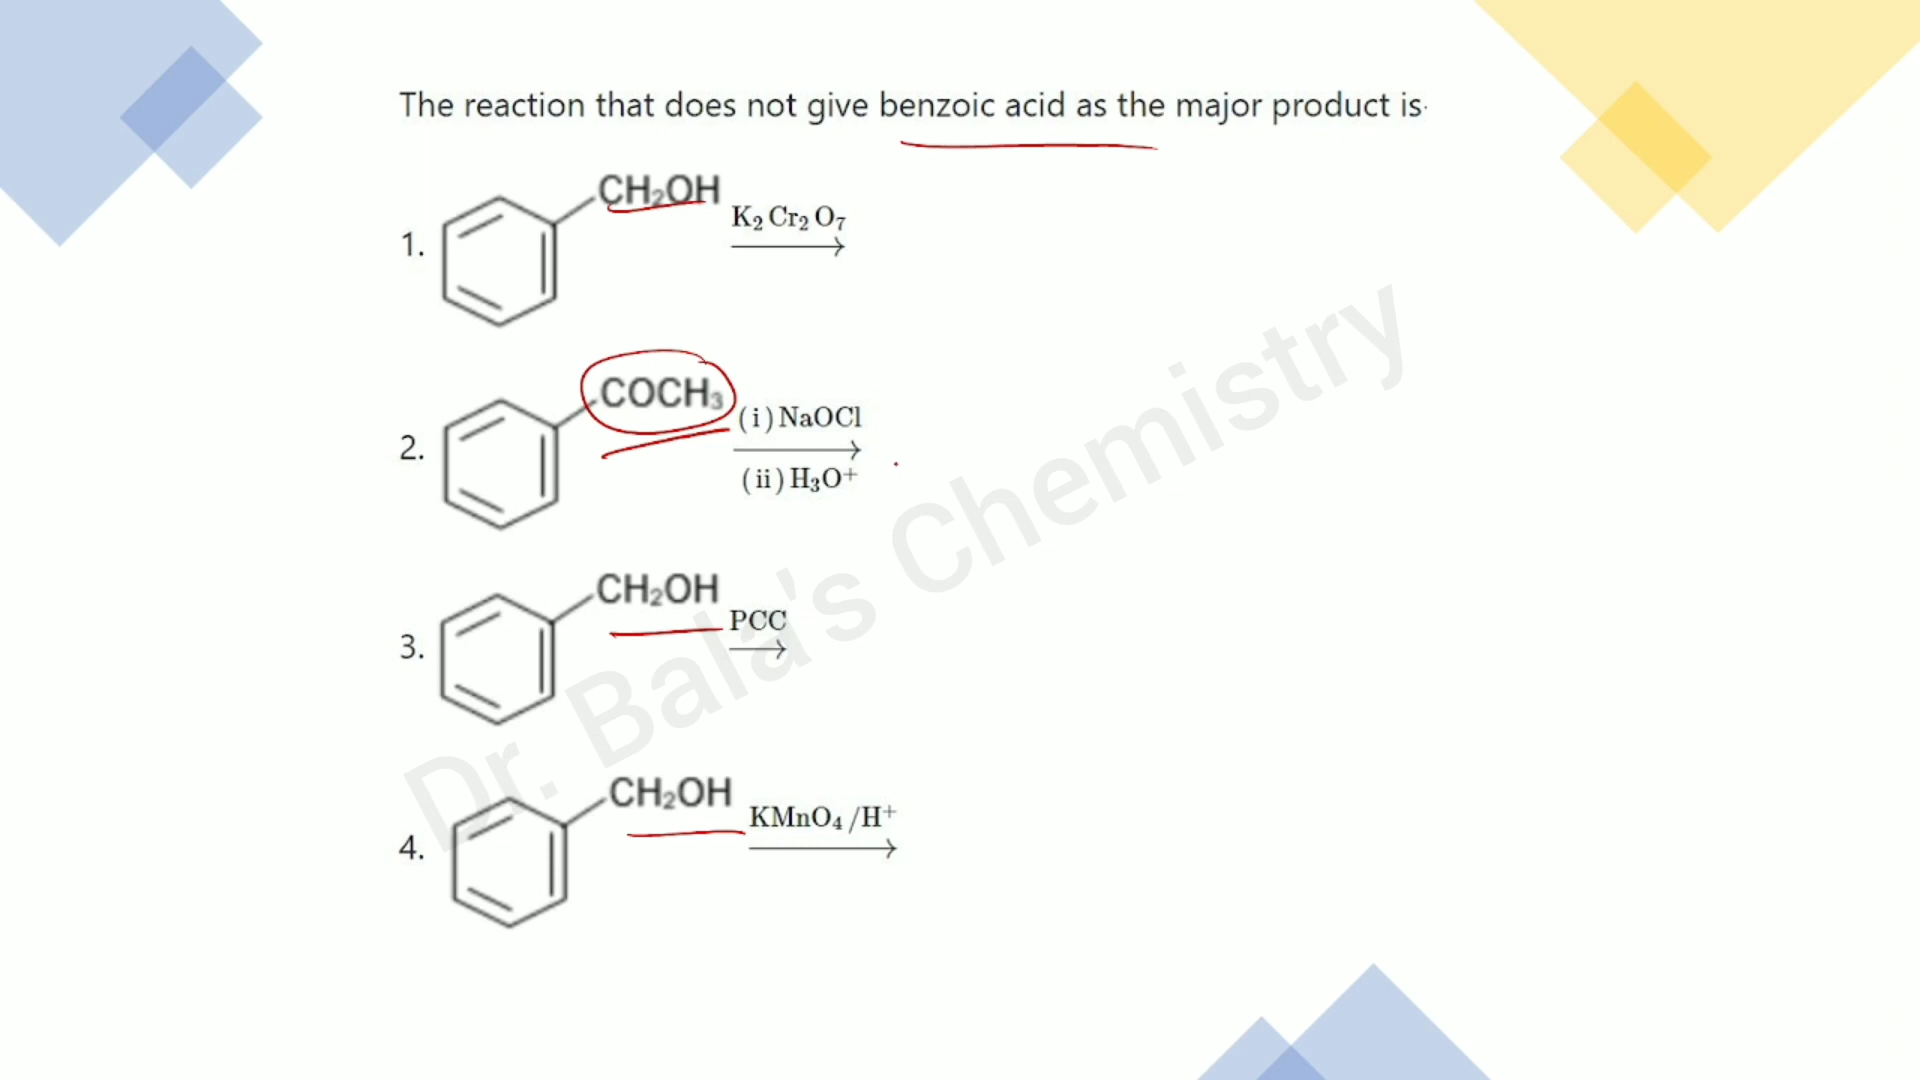 The reaction that does not give benzoic acid as the major product is
1.
CH₂OH
K₂Cr₂O₇
2.
COCH₃
(i) NaOCl
(ii) H₃O⁺
3.
CH₂OH
PCC
4.
CH₂OH
KMnO₄/H⁺
Dr. Bala's Chemistry